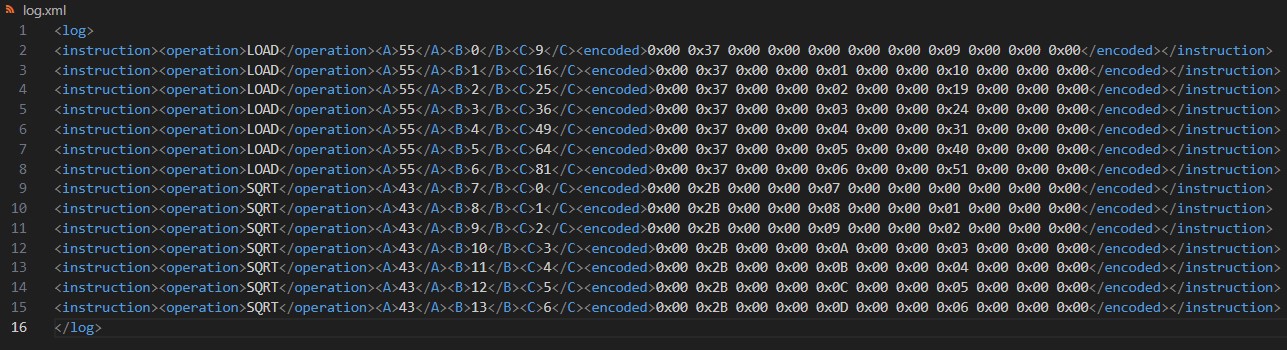 log.xml
1 <log>
2 <instruction><operation>LOAD</operation><A>55</A><B>0</B><C>9</C><encoded>0x00 0x37 0x00 0x00 0x00 0x00 0x00 0x09 0x00 0x00 0x00</encoded></instruction>
3 <instruction><operation>LOAD</operation><A>55</A><B>1</B><C>16</C><encoded>0x00 0x37 0x00 0x00 0x01 0x00 0x00 0x10 0x00 0x00 0x00</encoded></instruction>
4 <instruction><operation>LOAD</operation><A>55</A><B>2</B><C>25</C><encoded>0x00 0x37 0x00 0x00 0x02 0x00 0x00 0x19 0x00 0x00 0x00</encoded></instruction>
5 <instruction><operation>LOAD</operation><A>55</A><B>3</B><C>36</C><encoded>0x00 0x37 0x00 0x00 0x03 0x00 0x00 0x24 0x00 0x00 0x00</encoded></instruction>
6 <instruction><operation>LOAD</operation><A>55</A><B>4</B><C>49</C><encoded>0x00 0x37 0x00 0x00 0x04 0x00 0x00 0x31 0x00 0x00 0x00</encoded></instruction>
7 <instruction><operation>LOAD</operation><A>55</A><B>5</B><C>64</C><encoded>0x00 0x37 0x00 0x00 0x05 0x00 0x00 0x40 0x00 0x00 0x00</encoded></instruction>
8 <instruction><operation>LOAD</operation><A>55</A><B>6</B><C>81</C><encoded>0x00 0x37 0x00 0x00 0x06 0x00 0x00 0x51 0x00 0x00 0x00</encoded></instruction>
9 <instruction><operation>SQRT</operation><A>43</A><B>7</B><C>0</C><encoded>0x00 0x2B 0x00 0x00 0x07 0x00 0x00 0x00 0x00 0x00 0x00</encoded></instruction>
10 <instruction><operation>SQRT</operation><A>43</A><B>8</B><C>1</C><encoded>0x00 0x2B 0x00 0x00 0x08 0x00 0x00 0x01 0x00 0x00 0x00</encoded></instruction>
11 <instruction><operation>SQRT</operation><A>43</A><B>9</B><C>2</C><encoded>0x00 0x2B 0x00 0x00 0x09 0x00 0x00 0x02 0x00 0x00 0x00</encoded></instruction>
12 <instruction><operation>SQRT</operation><A>43</A><B>10</B><C>3</C><encoded>0x00 0x2B 0x00 0x00 0x0A 0x00 0x00 0x03 0x00 0x00 0x00</encoded></instruction>
13 <instruction><operation>SQRT</operation><A>43</A><B>11</B><C>4</C><encoded>0x00 0x2B 0x00 0x00 0x0B 0x00 0x00 0x04 0x00 0x00 0x00</encoded></instruction>
14 <instruction><operation>SQRT</operation><A>43</A><B>12</B><C>5</C><encoded>0x00 0x2B 0x00 0x00 0x0C 0x00 0x00 0x05 0x00 0x00 0x00</encoded></instruction>
15 <instruction><operation>SQRT</operation><A>43</A><B>13</B><C>6</C><encoded>0x00 0x2B 0x00 0x00 0x0D 0x00 0x00 0x06 0x00 0x00 0x00</encoded></instruction>
16 </log>